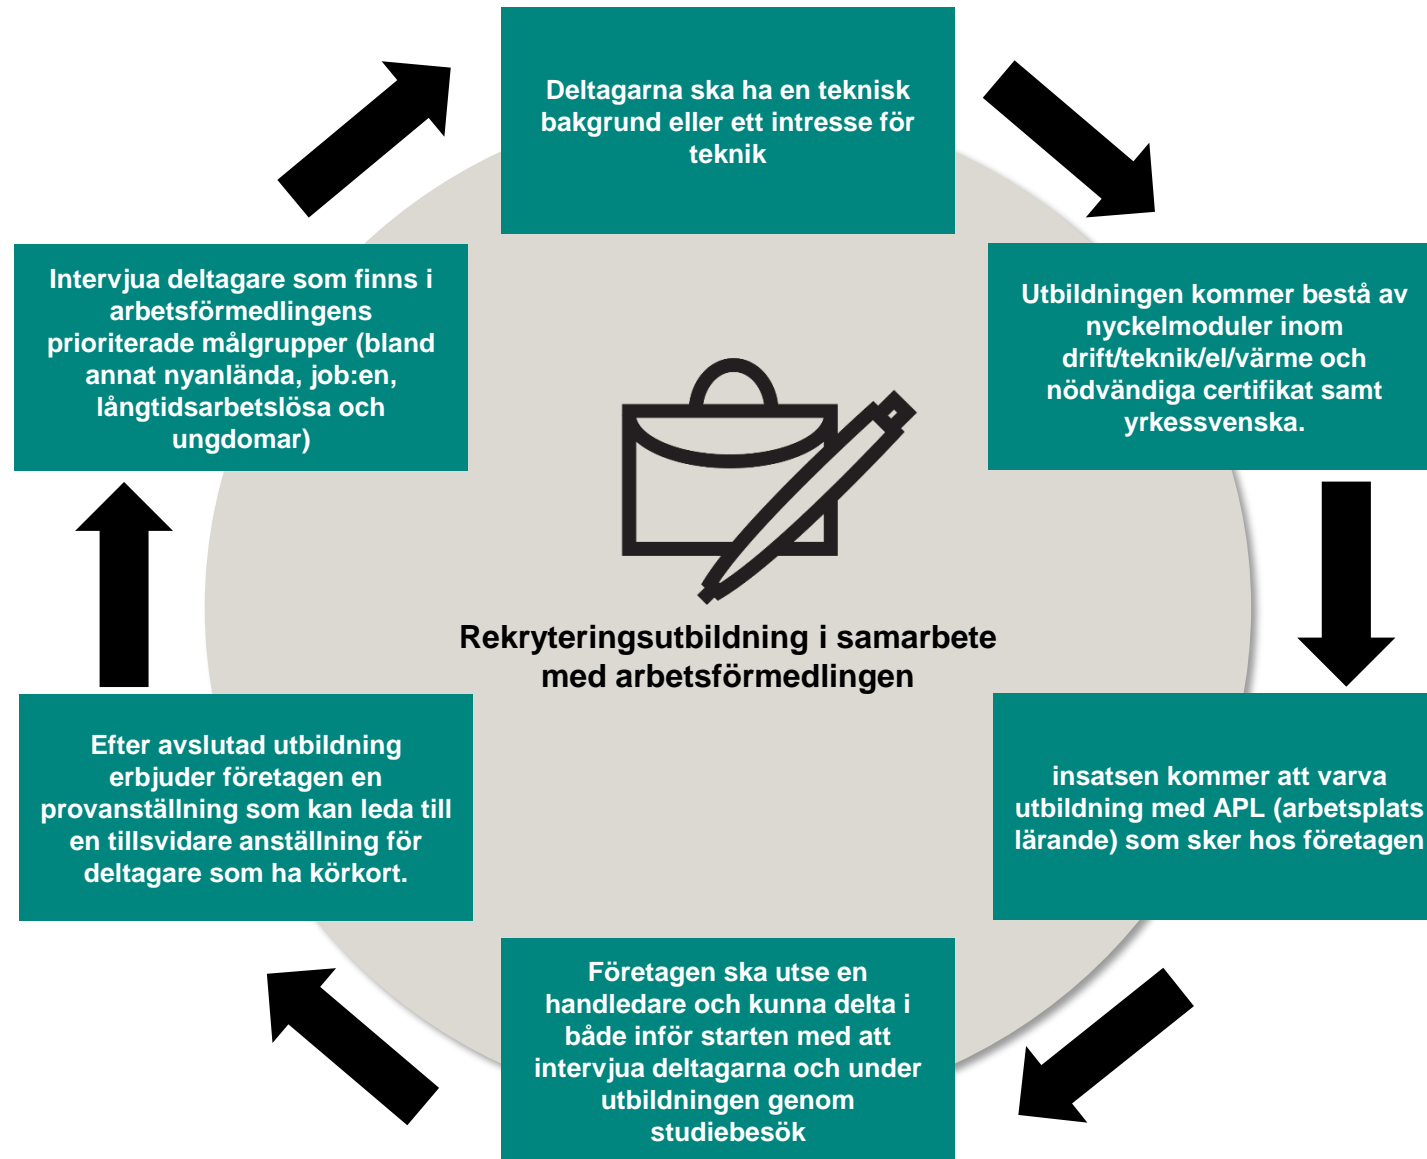 Deltagarna ska ha en teknisk
bakgrund eller ett intresse för
teknik
Utbildningen kommer bestå av
nyckelmoduler inom
drift/teknik/el/värme och
nödvändiga certifikat samt
yrkessvenska.
insatsen kommer att varva
utbildning med APL (arbetsplats
lärande) som sker hos företagen
Företagen ska utse en
handledare och kunna delta i
både inför starten med att
intervjua deltagarna och under
utbildningen genom
studiebesök
Efter avslutad utbildning
erbjuder företagen en
provanställning som kan leda till
en tillsvidare anställning för
deltagare som ha körkort.
Intervjua deltagare som finns i
arbetsförmedlingens
prioriterade målgrupper (bland
annat nyanlända, job:en,
långtidsarbetslösa och
ungdomar)
Rekryteringsutbildning i samarbete
med arbetsförmedlingen